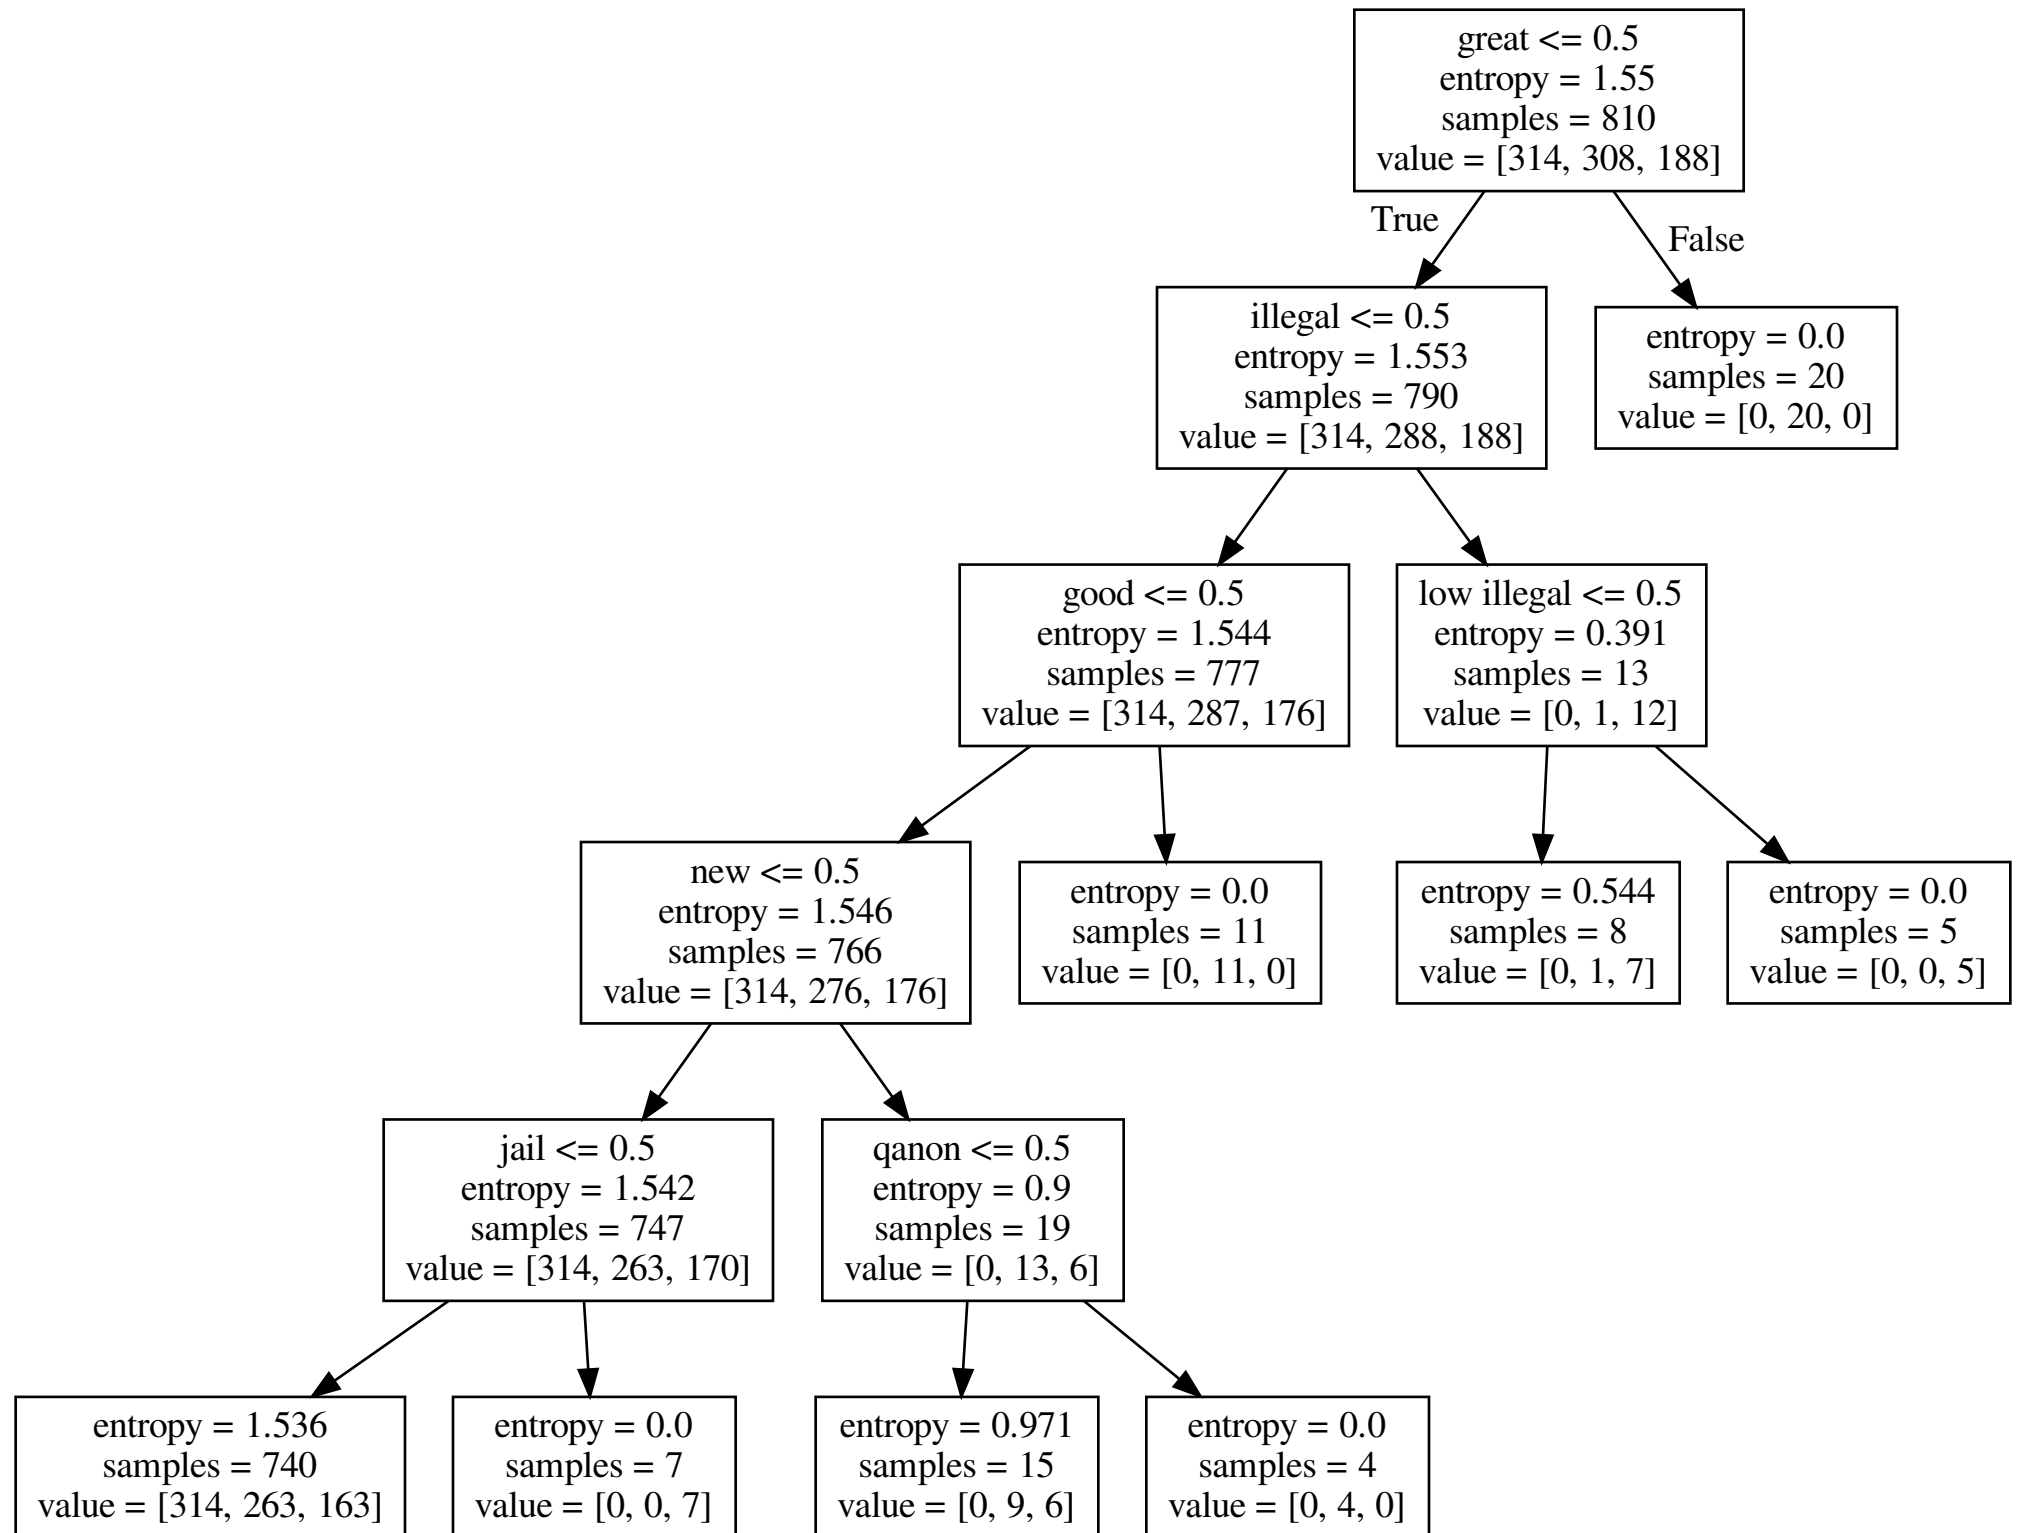 great <= 0.5
entropy = 1.55
samples = 810
value = [314, 308, 188]
True
False
illegal <= 0.5
entropy = 1.553
samples = 790
value = [314, 288, 188]
entropy = 0.0
samples = 20
value = [0, 20, 0]
good <= 0.5
entropy = 1.544
samples = 777
value = [314, 287, 176]
low illegal <= 0.5
entropy = 0.391
samples = 13
value = [0, 1, 12]
new <= 0.5
entropy = 1.546
samples = 766
value = [314, 276, 176]
entropy = 0.0
samples = 11
value = [0, 11, 0]
entropy = 0.544
samples = 8
value = [0, 1, 7]
entropy = 0.0
samples = 5
value = [0, 0, 5]
jail <= 0.5
entropy = 1.542
samples = 747
value = [314, 263, 170]
qanon <= 0.5
entropy = 0.9
samples = 19
value = [0, 13, 6]
entropy = 1.536
samples = 740
value = [314, 263, 163]
entropy = 0.0
samples = 7
value = [0, 0, 7]
entropy = 0.971
samples = 15
value = [0, 9, 6]
entropy = 0.0
samples = 4
value = [0, 4, 0]